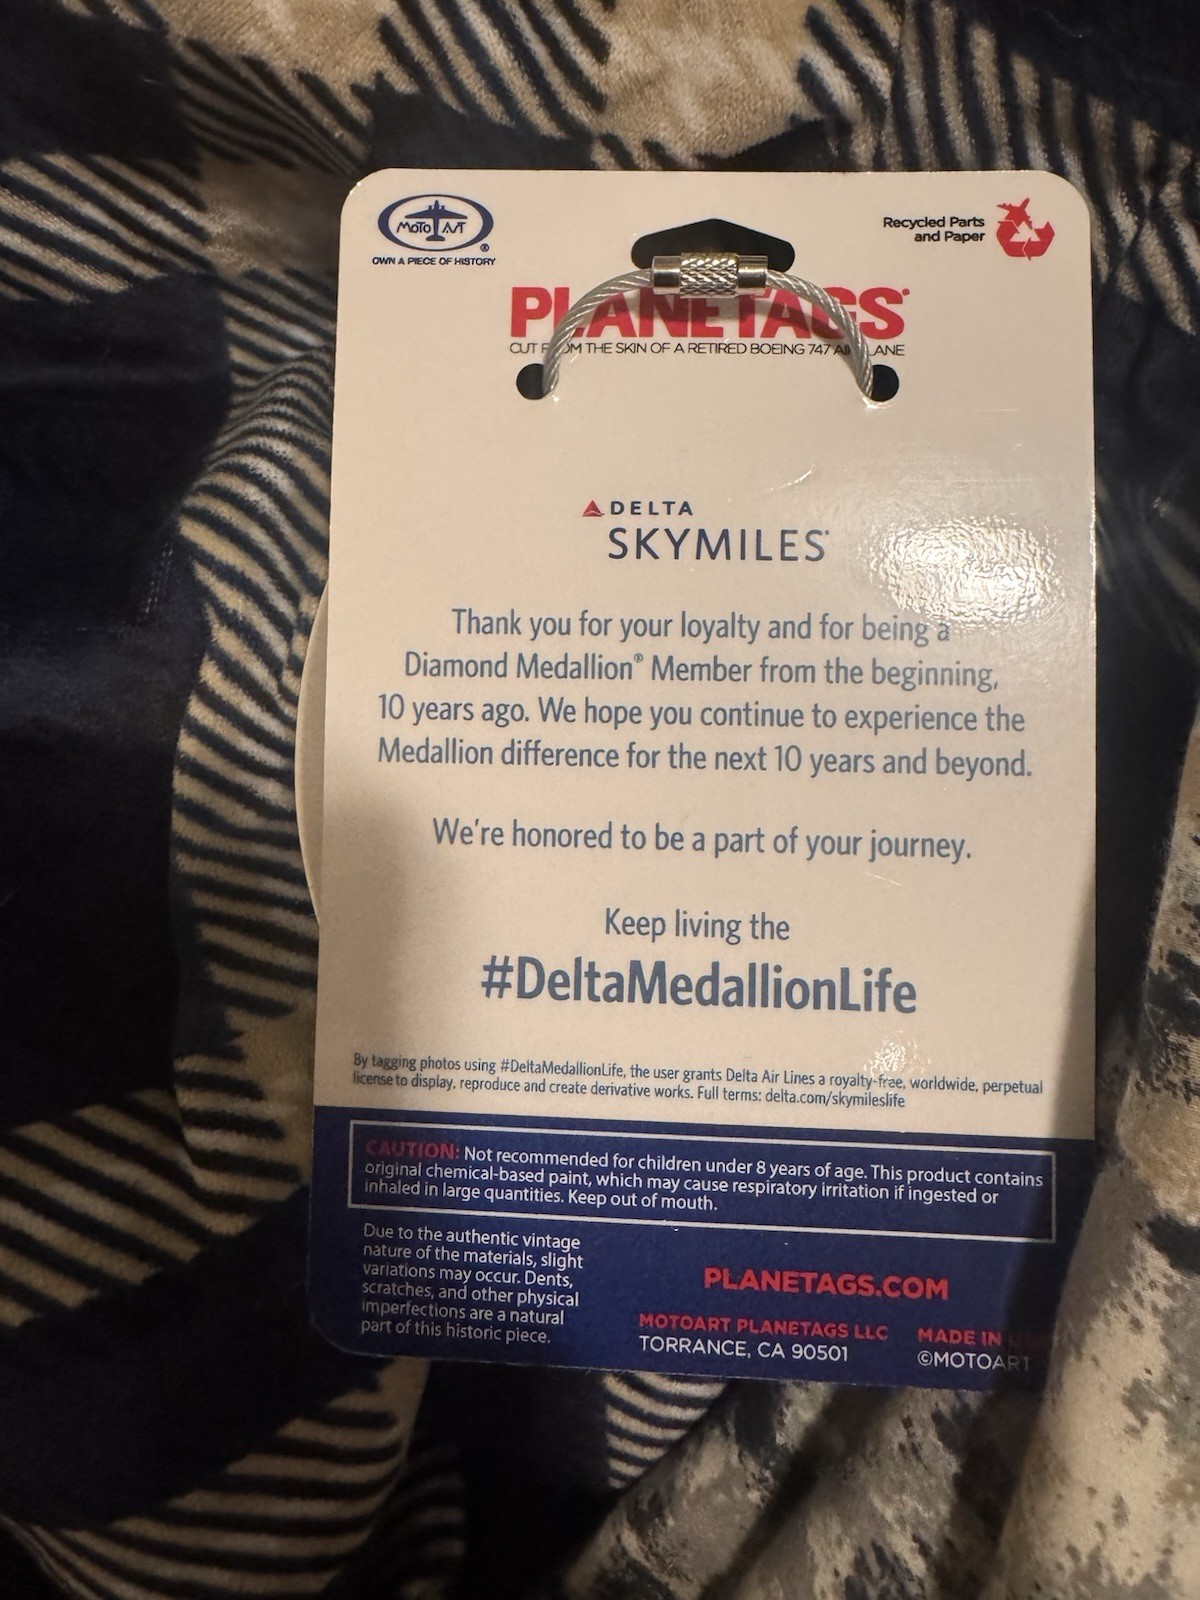 MOTO ART ®
OWN A PIECE OF HISTORY
Recycled Parts
and Paper
PLANETAGS
CUT FROM THE SKIN OF A RETIRED BOEING 747 AIRPLANE
DELTA
SKYMILES®
Thank you for your loyalty and for being a
Diamond Medallion® Member from the beginning,
10 years ago. We hope you continue to experience the
Medallion difference for the next 10 years and beyond.
We're honored to be a part of your journey.
Keep living the
#DeltaMedallionLife
By tagging photos using #DeltaMedallionLife, the user grants Delta Air Lines a royalty-free, worldwide, perpetual
license to display, reproduce and create derivative works. Full terms: delta.com/skymileslife
CAUTION: Not recommended for children under 8 years of age. This product contains
original chemical-based paint, which may cause respiratory irritation if ingested or
inhaled in large quantities. Keep out of mouth.
Due to the authentic vintage
nature of the materials, slight
variations may occur. Dents,
scratches, and other physical
imperfections are a natural
part of this historic piece.
PLANETAGS.COM
MOTOART PLANETAGS LLC
TORRANCE, CA 90501
MADE IN USA
©MOTOART